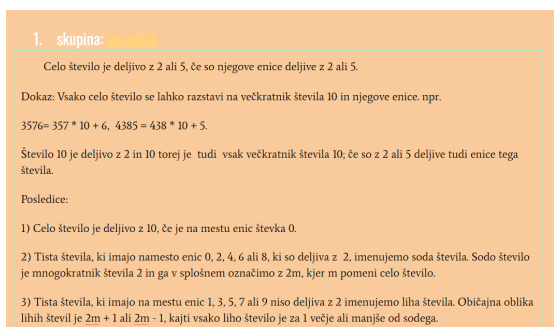 1. skupina:
Celo število je deljivo z 2 ali 5, če so njegove enice deljive z 2 ali 5.
Dokaz: Vsako celo število se lahko razstavi na večkratnik števila 10 in njegove enice. npr.
3576= 357 * 10 + 6, 4385 = 438 * 10 + 5.
Število 10 je deljivo z 2 in 10 torej je tudi vsak večkratnik števila 10; če so z 2 ali 5 deljive tudi enice tega
števila.
Posledice:
1) Celo število je deljivo z 10, če je na mestu enic števka 0.
2) Tista števila, ki imajo namesto enic 0, 2, 4, 6 ali 8, ki so deljiva z 2, imenujemo soda števila. Sodo število
je mnogokratnik števila 2 in ga v splošnem označimo z 2m, kjer m pomeni celo število.
3) Tista števila, ki imajo na mestu enic 1, 3, 5, 7 ali 9 niso deljiva z 2 imenujemo liha števila. Običajna oblika
lihih števil je 2m + 1 ali 2m - 1, kajti vsako liho število je za 1 večje ali manjše od sodega.